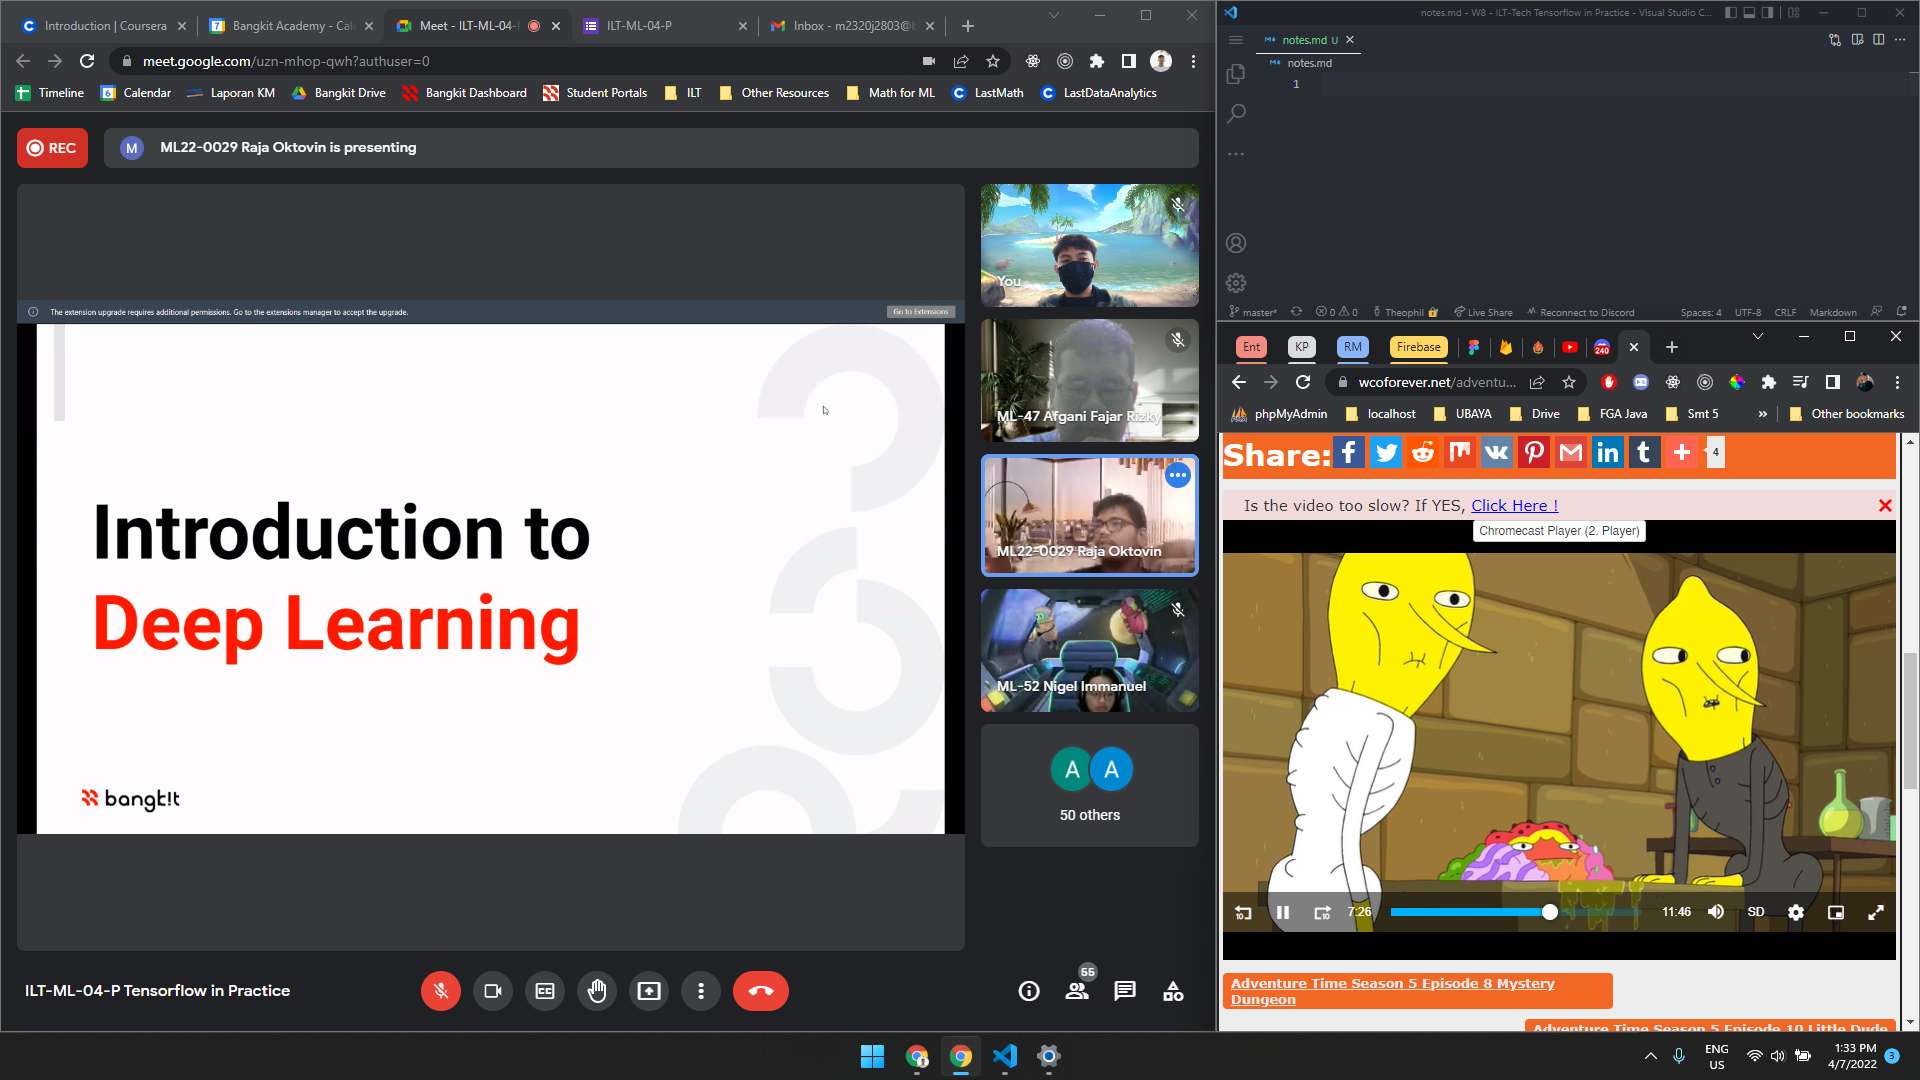 Introduction | Coursera
Bangkit Academy - Cal
Meet - ILT-ML-04-
ILT-ML-04-P
Inbox - m2320j2803@b
meet.google.com/uzn-mhop-qwh?authuser=0
Timeline
Calendar
Laporan KM
Bangkit Drive
Bangkit Dashboard
Student Portals
ILT
Other Resources
Math for ML
LastMath
LastDataAnalytics
REC
M
ML22-0029 Raja Oktovin is presenting
The extension upgrade requires additional permissions. Go to the extensions manager to accept the upgrade.
Go to Extensions
Introduction to
Deep Learning
bangk!t
You
ML-47 Afgani Fajar Rizky
ML22-0029 Raja Oktovin
ML-52 Nigel Immanuel
A A
50 others
ILT-ML-04-P Tensorflow in Practice
55
notes.md - W8 - ILT-Tech Tensorflow in Practice - Visual Studio C...
notes.md U
notes.md
1
master*
0 0
Theophil
Live Share
Reconnect to Discord
Spaces: 4
UTF-8
CRLF
Markdown
Ent
KP
RM
Firebase
240
wcoforever.net/adventu...
phpMyAdmin
localhost
UBAYA
Drive
FGA Java
Smt 5
»
Other bookmarks
Share:
4
Is the video too slow? If YES, Click Here !
Chromecast Player (2. Player)
10
10
7:26
11:46
SD
Adventure Time Season 5 Episode 8 Mystery
Dungeon
Adventure Time Season 5 Episode 10 Little Dude
ENG
US
1:33 PM
4/7/2022
3